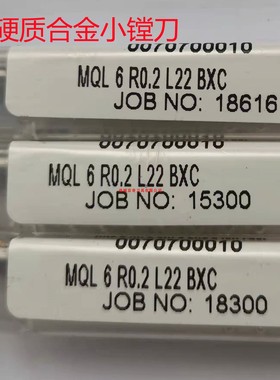 硬质合金小镗刀
0070700010
MQL 6 R0.2 L22 BXC
JOB NO: 18616
MQL 6 R0.2 L22 BXC
JOB NO: 15300
0070700010
MQL 6 R0.2 L22 BXC
JOB NO: 18300